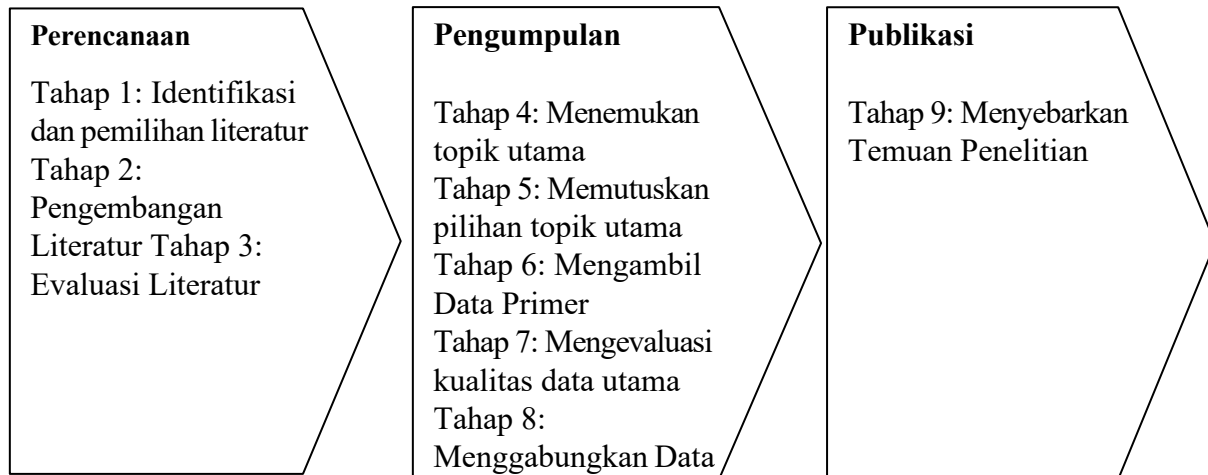 Perencanaan
Tahap 1: Identifikasi
dan pemilihan literatur
Tahap 2:
Pengembangan
Literatur Tahap 3:
Evaluasi Literatur
Pengumpulan
Tahap 4: Menemukan
topik utama
Tahap 5: Memutuskan
pilihan topik utama
Tahap 6: Mengambil
Data Primer
Tahap 7: Mengevaluasi
kualitas data utama
Tahap 8:
Menggabungkan Data
Publikasi
Tahap 9: Menyebarkan
Temuan Penelitian